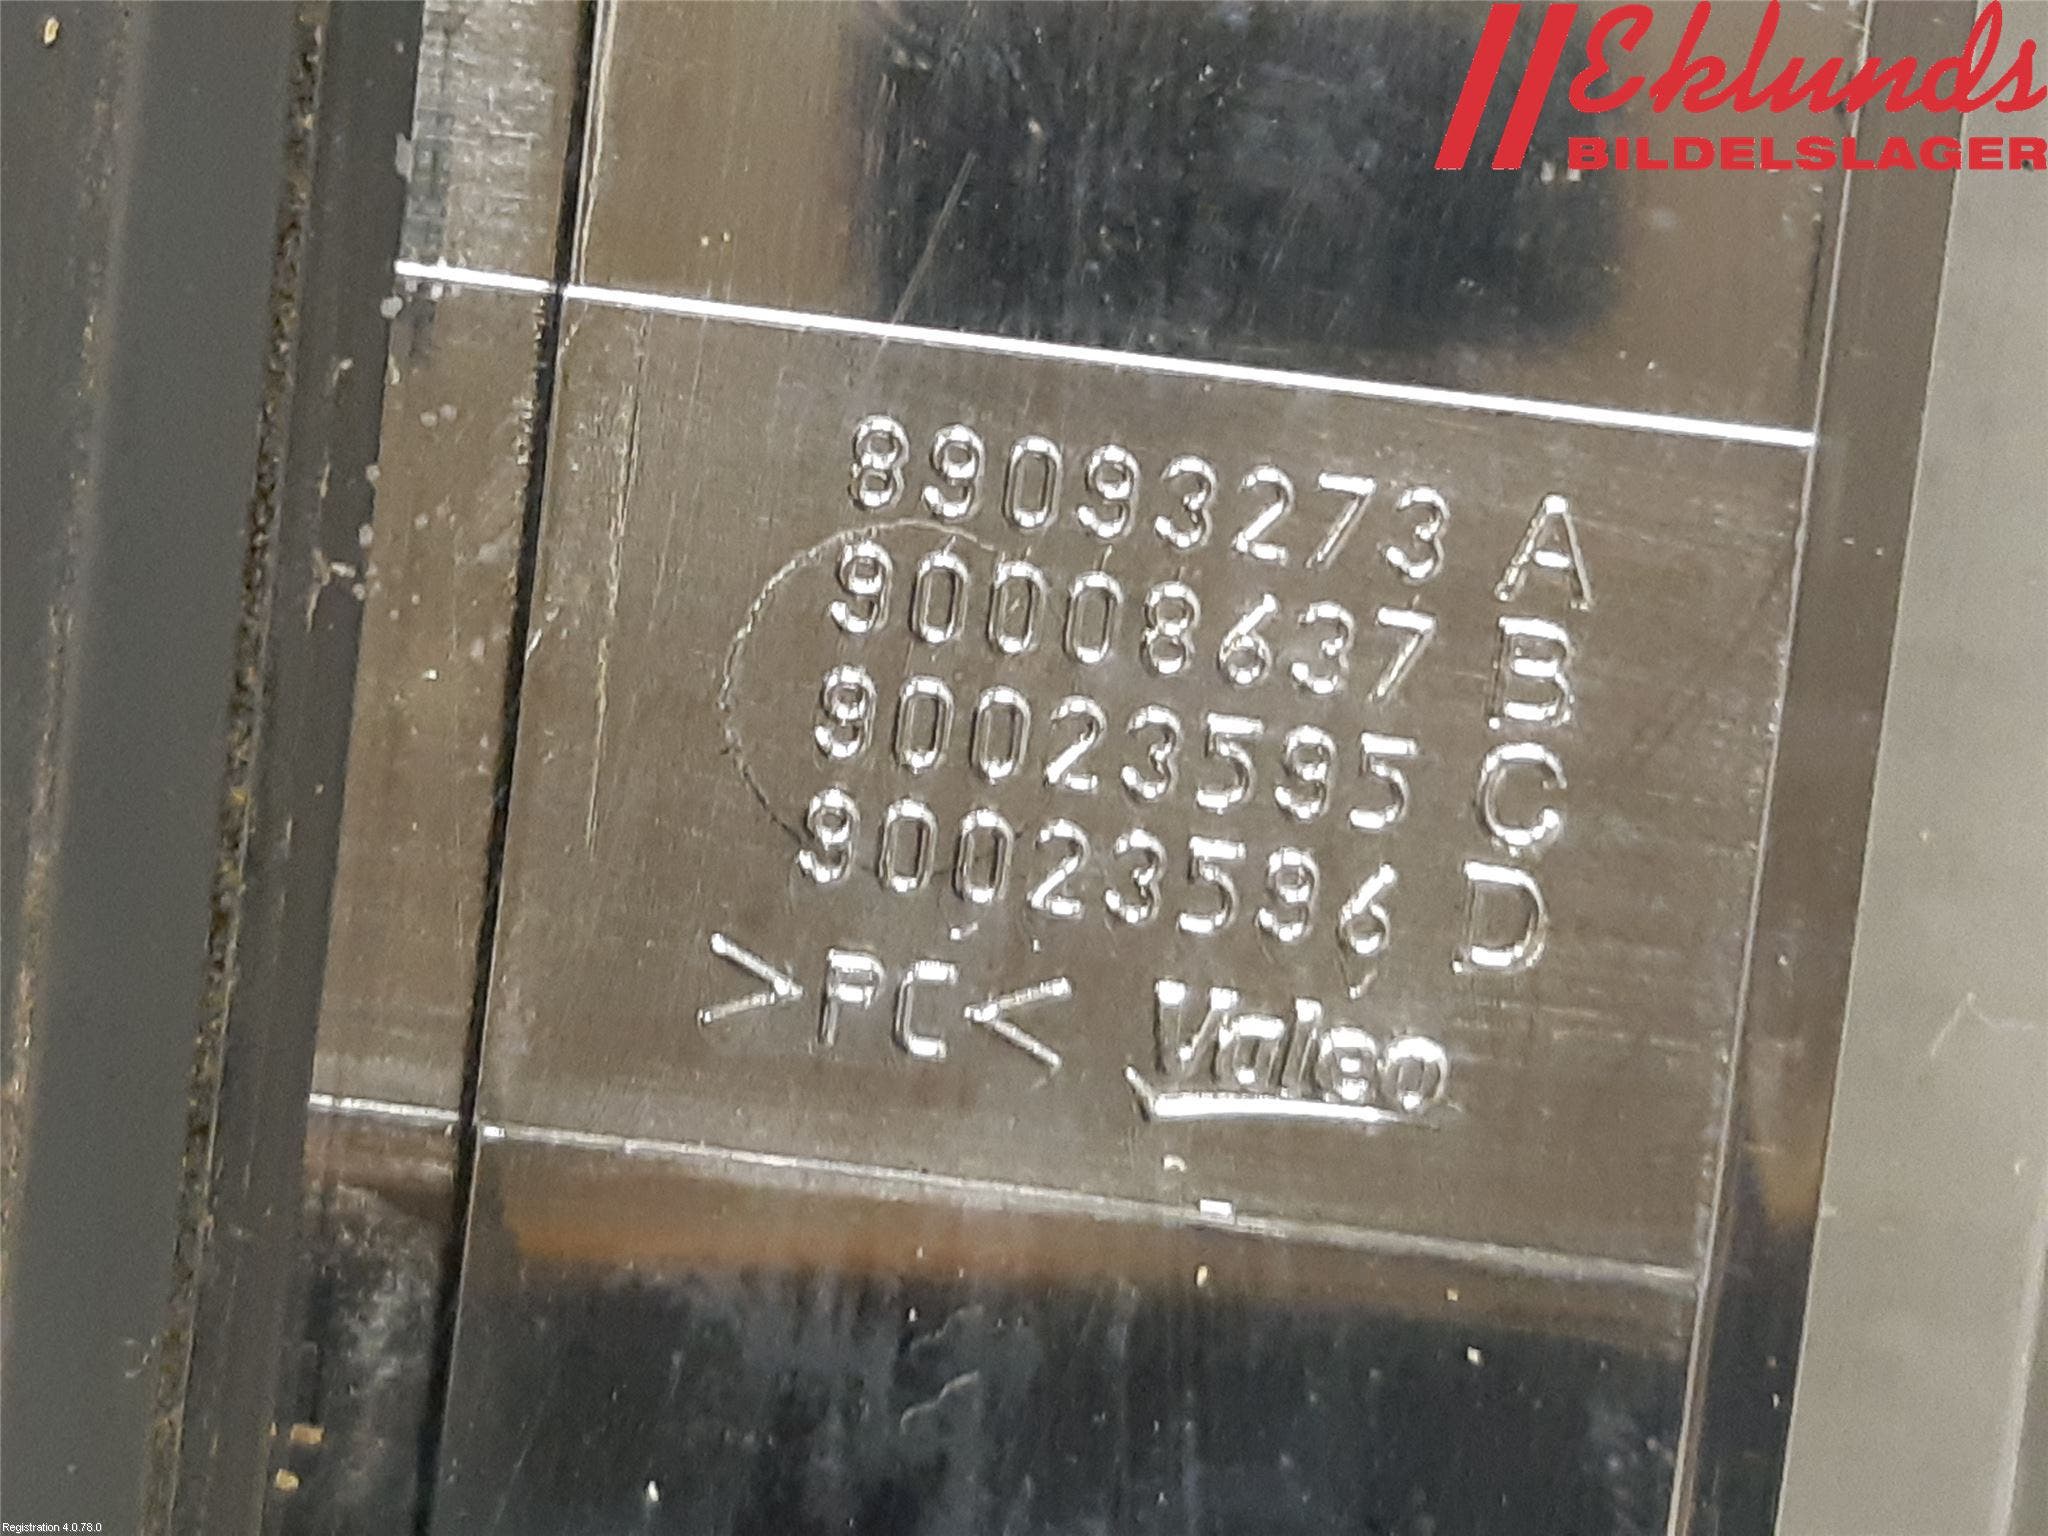 Eklunds
BILDELSLAGER
89093273 A
90008637 B
90023595 C
90023596 D
>PC< Valeo
Registration 4.0.78.0